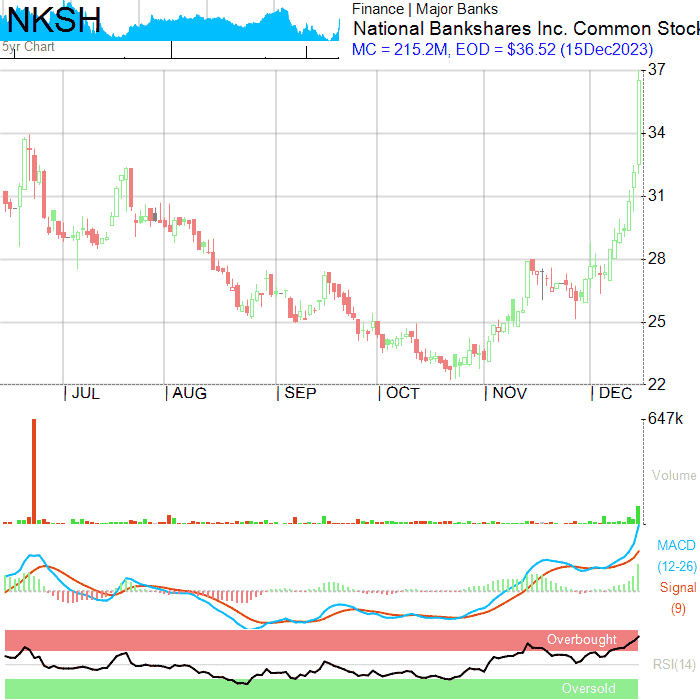 NKSH
5yr Chart
Finance | Major Banks
National Bankshares Inc. Common Stock
MC = 215.2M, EOD = $36.52 (15Dec2023)
37
34
31
28
25
22
| JUL | AUG | SEP | OCT | NOV | DEC
647k
Volume
MACD
(12-26)
Signal
(9)
Overbought
RSI(14)
Oversold